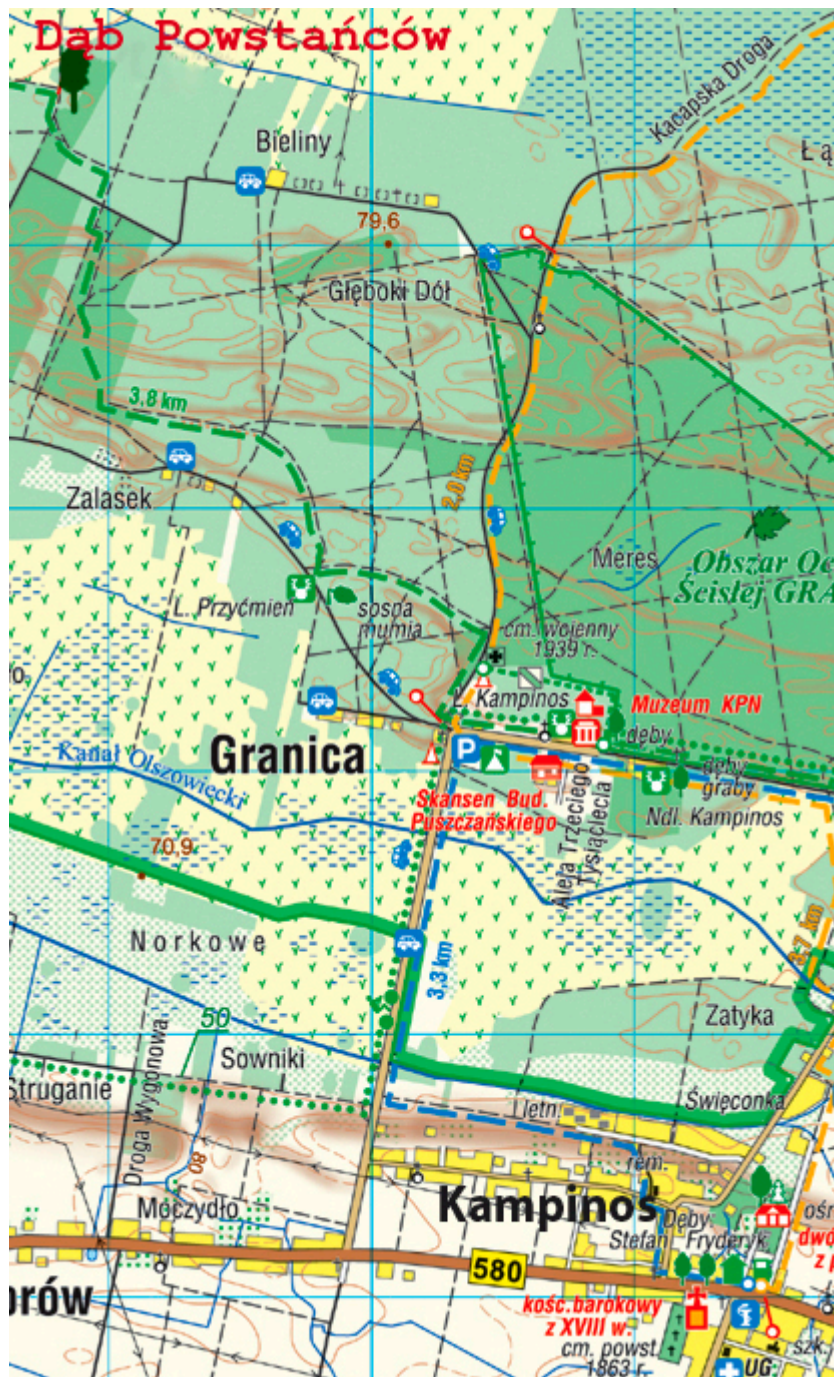 Dąb Powstańców
Kacapska Droga
Bieliny
Łą
79,6
Głęboki Dół
3,8 km
2,0 km
Zalasek
Meres
Obszar Oc
Ścisłej GRA
L. Przyćmień
sosna
mumia
cm. wojenny
1939 r.
L. Kampinos
Muzeum KPN
dęby
P
Granica
Kanał Olszowiecki
Skansen Bud.
Puszczańskiego
Aleja Trzeciego
Tysiąclecia
dęby
graby
Ndl. Kampinos
70,9
Norkowe
3,3 km
3,7 km
50
Zatyka
Sowniki
Struganie
Droga Wygonowa
Święconka
letn.
80
rem.
Moczydło
Kampinos
Dęby
Stefan
Fryderyk
ośr
dwó
z p
580
rów
kośc.barokowy
z XVIII w.
cm. powst.
1863 r.
szk.
UG